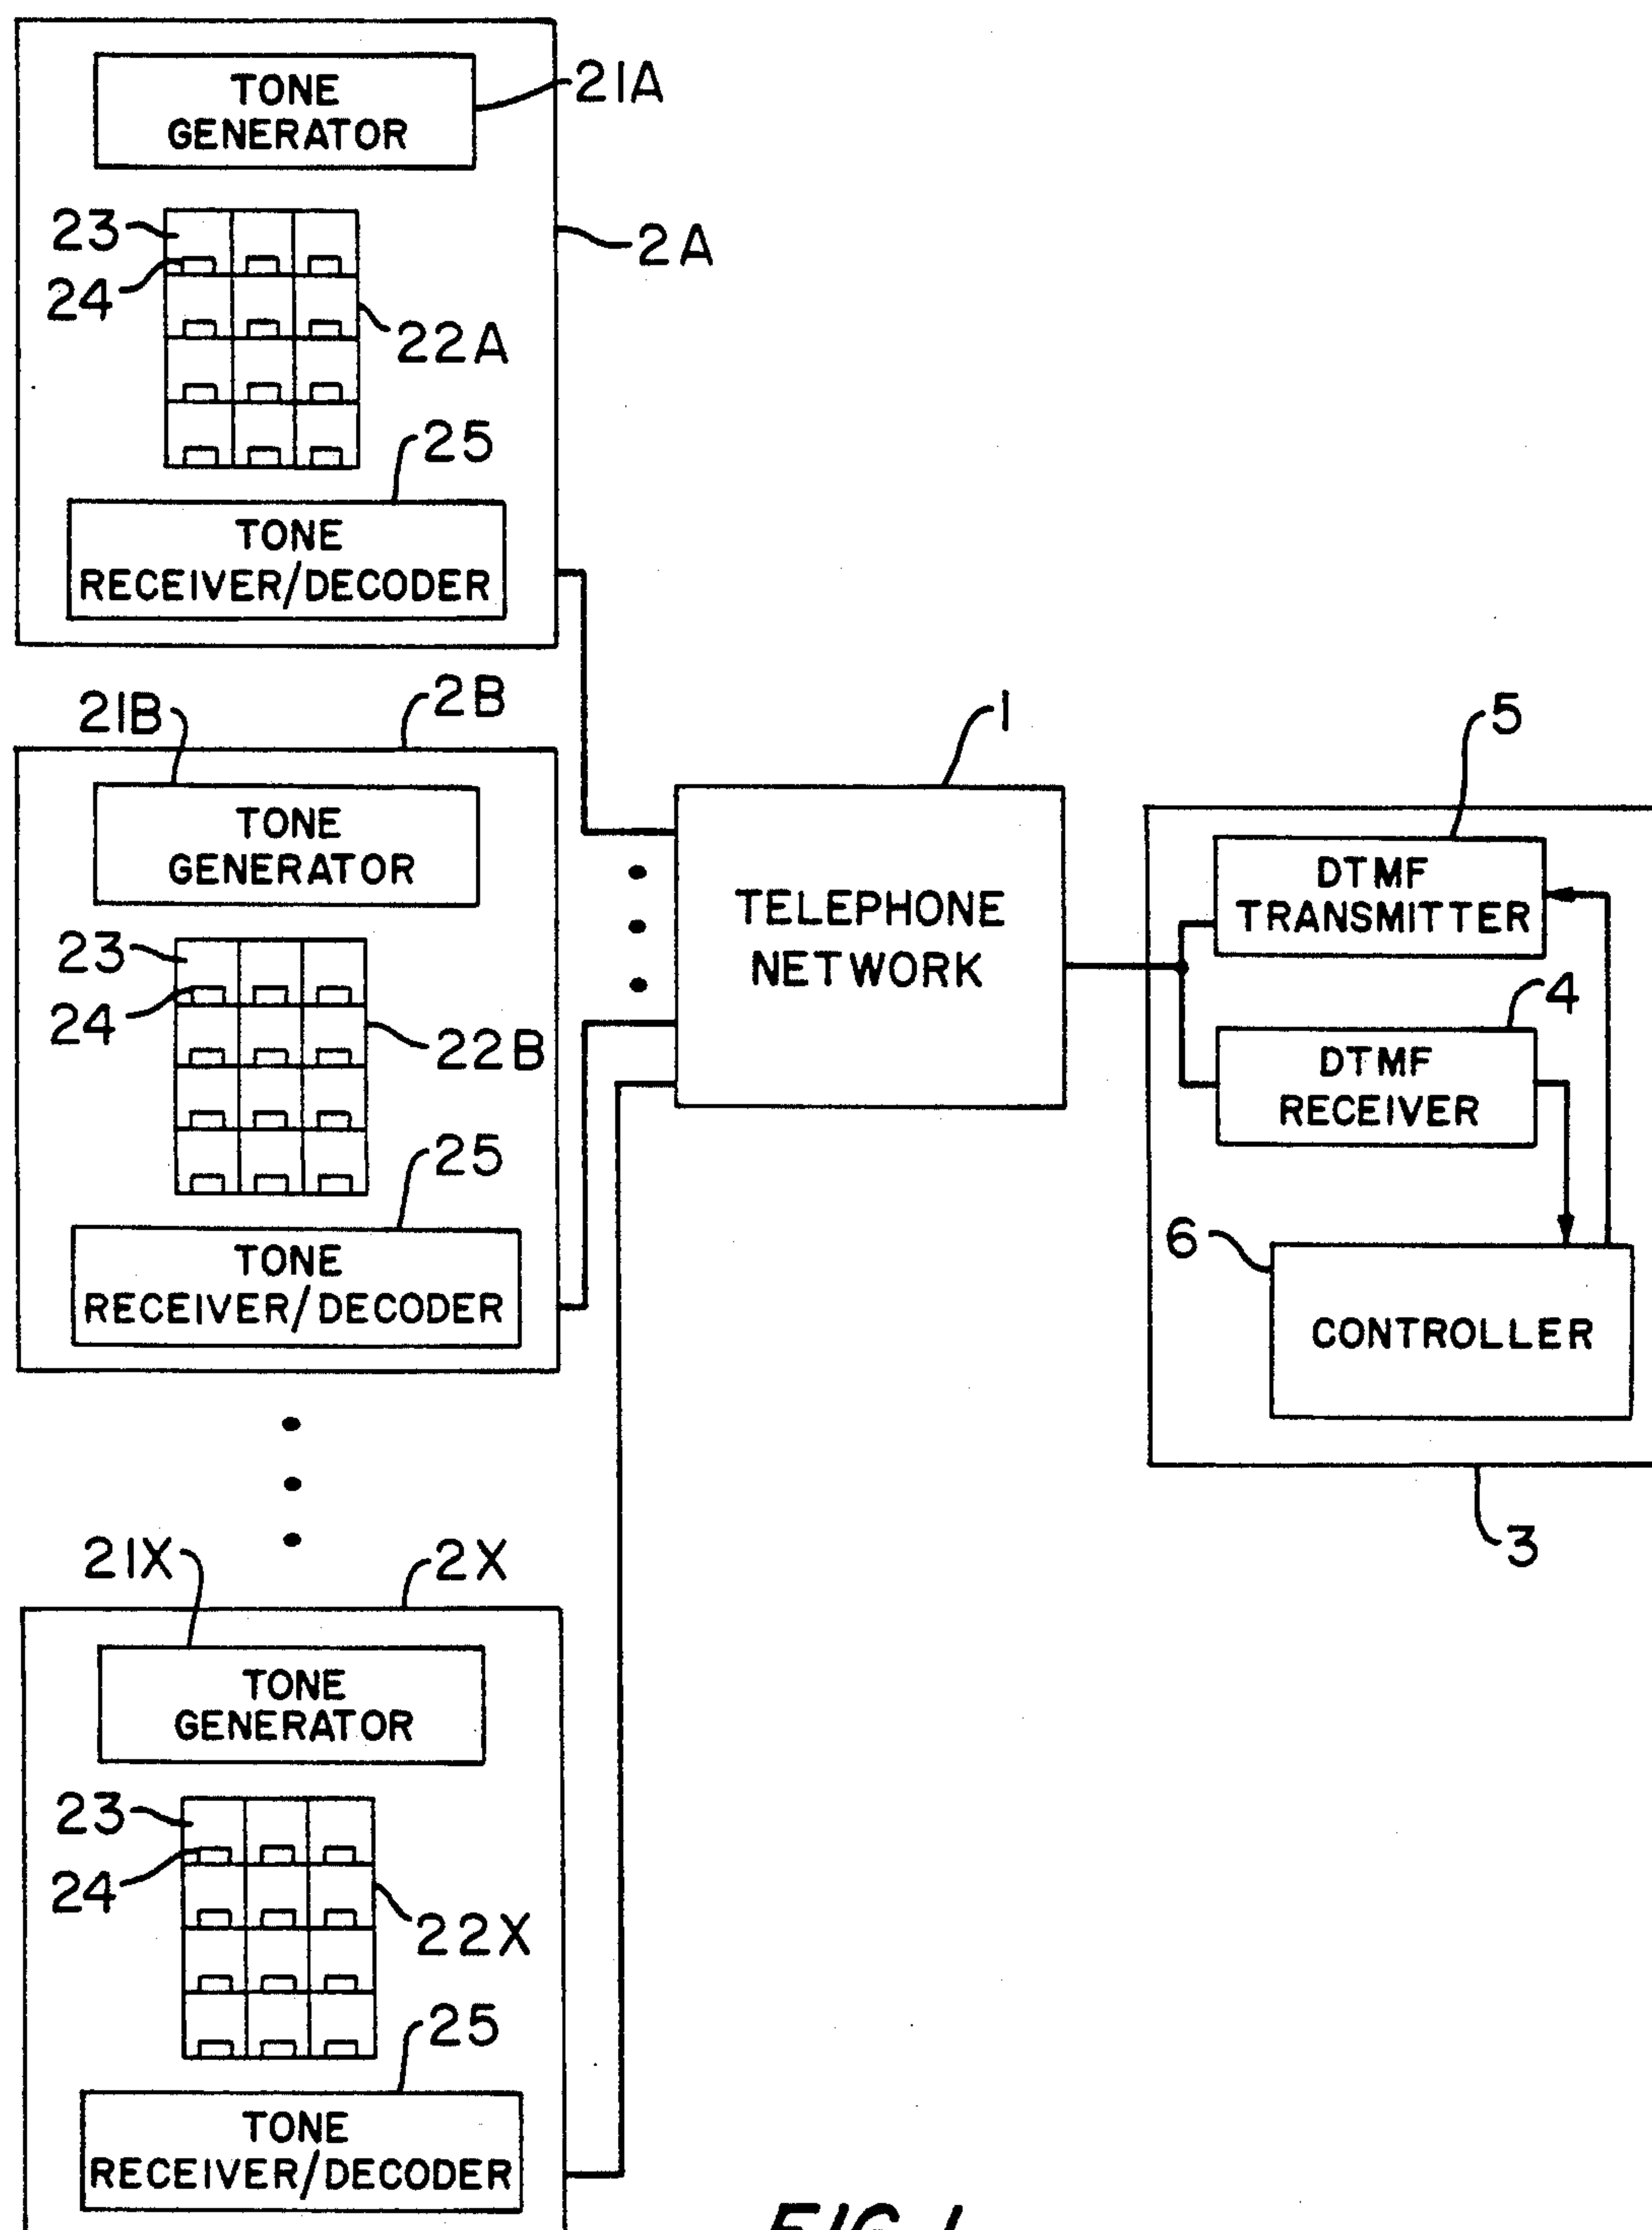 TONE
GENERATOR
21A
23
24
2A
22A
25
TONE
RECEIVER/DECODER
21B
2B
TONE
GENERATOR
23
24
22B
25
TONE
RECEIVER/DECODER
1
TELEPHONE
NETWORK
5
DTMF
TRANSMITTER
4
DTMF
RECEIVER
6
CONTROLLER
3
21X
2X
TONE
GENERATOR
23
24
22X
25
TONE
RECEIVER/DECODER
FIG. 1